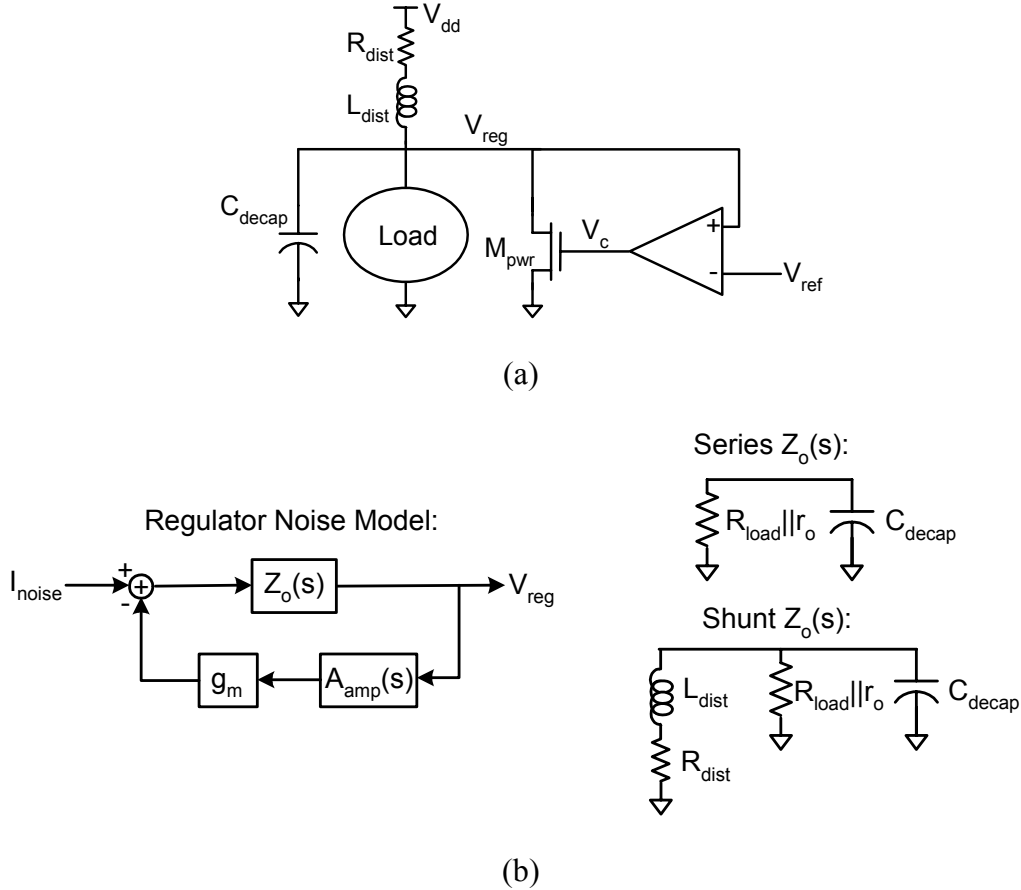 V_dd
R_dist
L_dist
V_reg
C_decap
Load
M_pwr
V_c
+
-
V_ref
(a)
Series Z_o(s):
R_load||r_o
C_decap
Regulator Noise Model:
I_noise
+
+
-
Z_o(s)
V_reg
g_m
A_amp(s)
Shunt Z_o(s):
L_dist
R_load||r_o
C_decap
R_dist
(b)